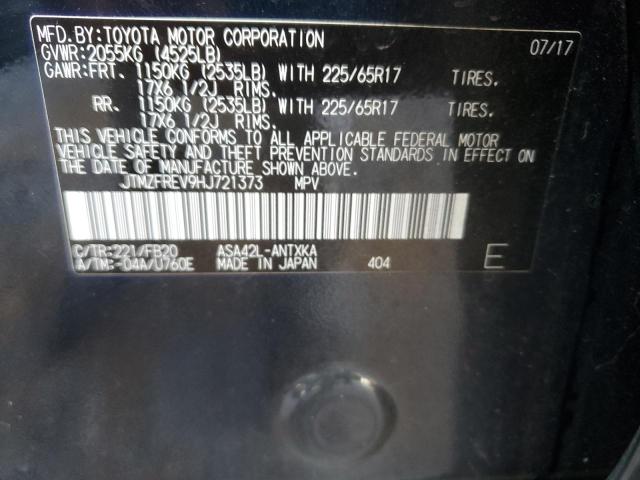 MFD.BY:TOYOTA MOTOR CORPORATION 07/17
GVWR:2055KG (4525LB)
GAWR:FRT. 1150KG (2535LB) WITH 225/65R17 TIRES.
17X6 1/2J RIMS.
RR. 1150KG (2535LB) WITH 225/65R17 TIRES.
17X6 1/2J RIMS.
THIS VEHICLE CONFORMS TO ALL APPLICABLE FEDERAL MOTOR
VEHICLE SAFETY AND THEFT PREVENTION STANDARDS IN EFFECT ON
THE DATE OF MANUFACTURE SHOWN ABOVE.
JTMZFREV9HJ721373 MPV
C/TR:221/FB20 ASA42L-ANTXKA
A/TM:-04A/U760E MADE IN JAPAN 404 E